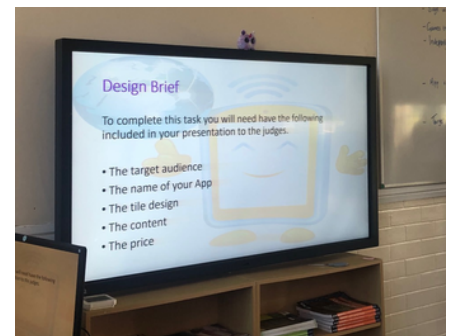 Design Brief
To complete this task you will need have the following
included in your presentation to the judges.
• The target audience
• The name of your App
• The tile design
• The content
• The price